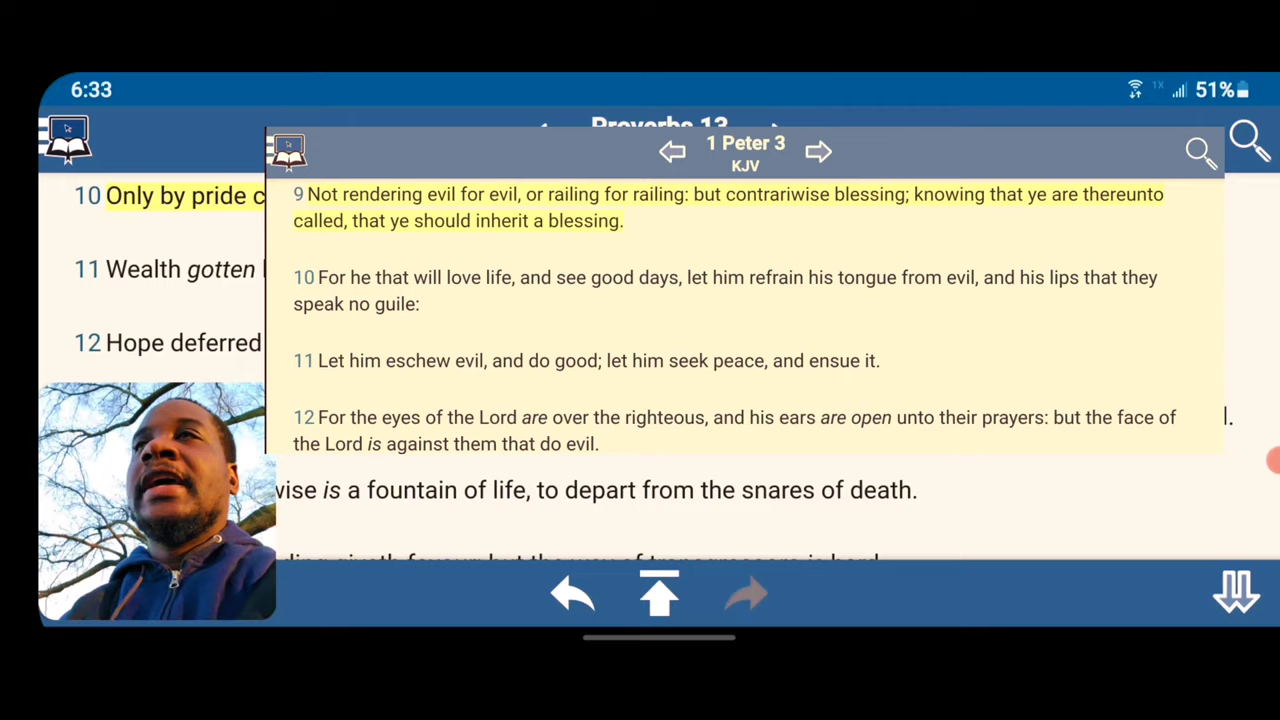 6:33
1X
51%
Proverbs 13
1 Peter 3
KJV
10 Only by pride c
9 Not rendering evil for evil, or railing for railing: but contrariwise blessing; knowing that ye are thereunto
called, that ye should inherit a blessing.
11 Wealth gotten
10 For he that will love life, and see good days, let him refrain his tongue from evil, and his lips that they
speak no guile:
12 Hope deferred
11 Let him eschew evil, and do good; let him seek peace, and ensue it.
12 For the eyes of the Lord are over the righteous, and his ears are open unto their prayers: but the face of
the Lord is against them that do evil.
wise is a fountain of life, to depart from the snares of death.